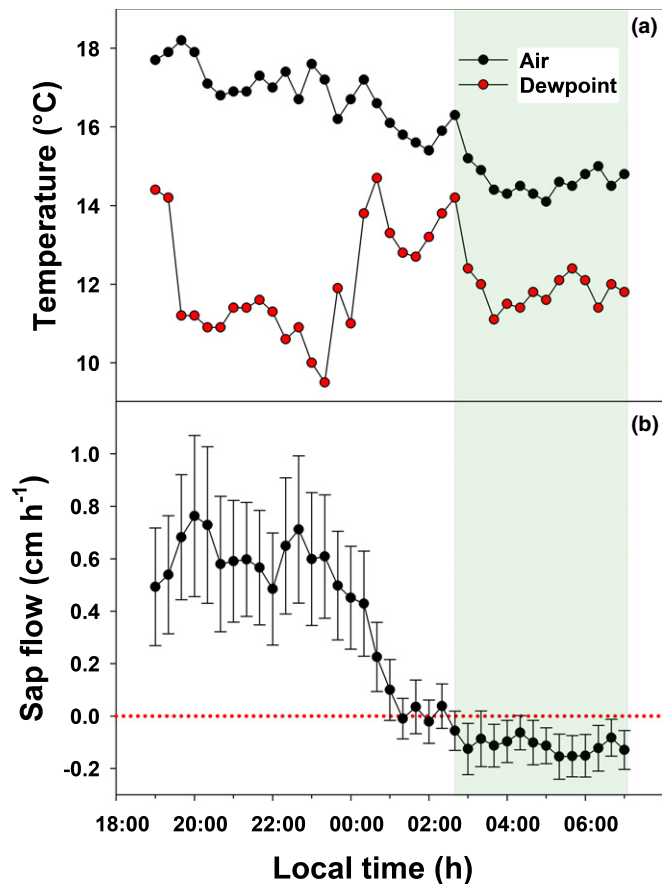 (a)
Air
Dewpoint
18
16
14
12
10
Temperature (°C)
(b)
1.0
0.8
0.6
0.4
0.2
0.0
-0.2
Sap flow (cm h⁻¹)
18:00 20:00 22:00 00:00 02:00 04:00 06:00
Local time (h)